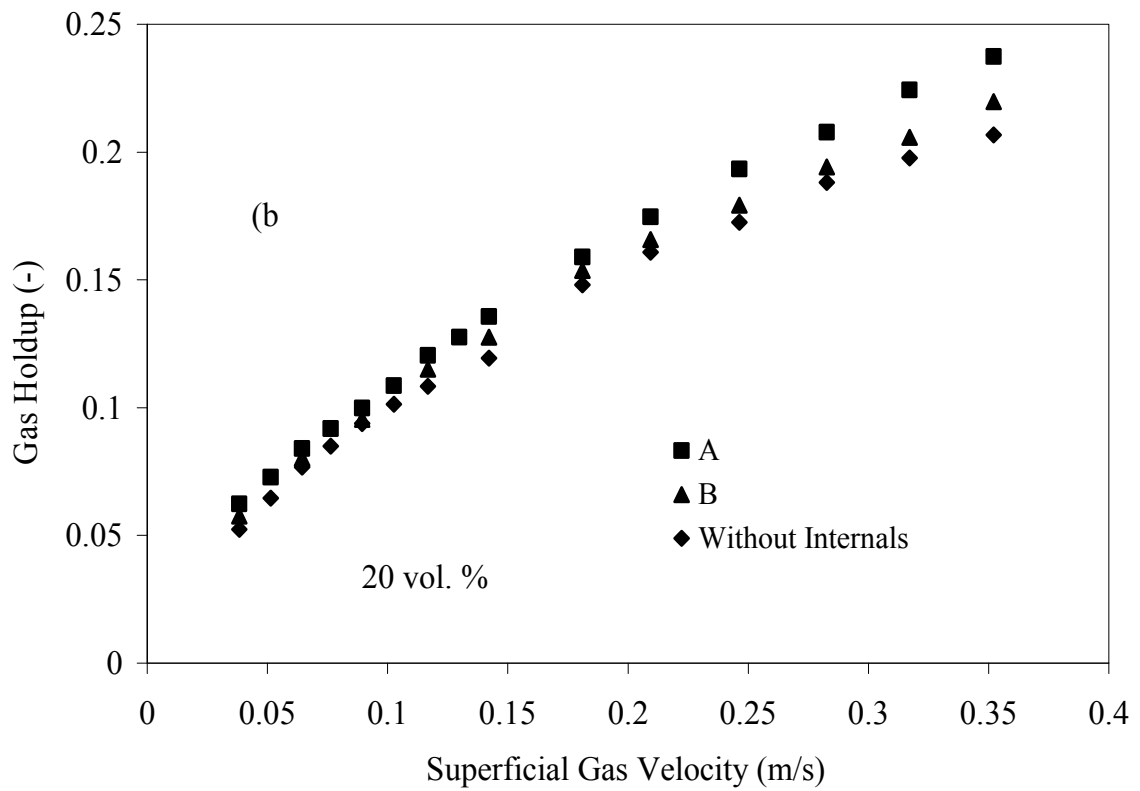 0.25
0.2
0.15
0.1
0.05
0
Gas Holdup (-)
(b
A
B
Without Internals
20 vol. %
0 0.05 0.1 0.15 0.2 0.25 0.3 0.35 0.4
Superficial Gas Velocity (m/s)